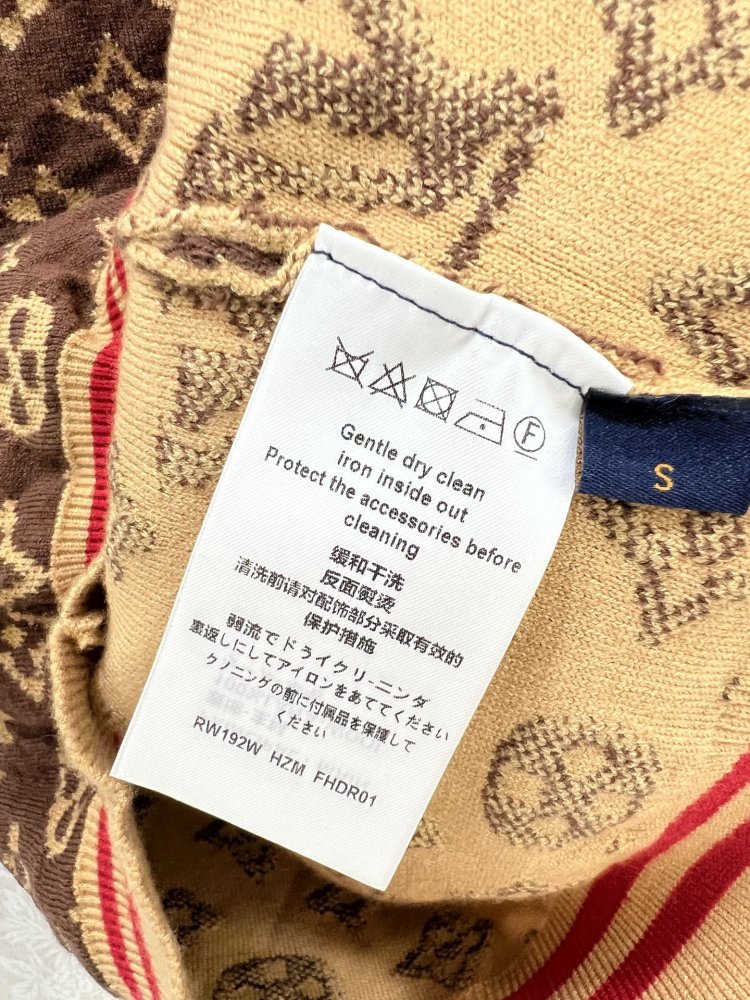 F
Gentle dry clean
iron inside out
Protect the accessories before
cleaning
缓和干洗
反面熨烫
清洗前请对配饰部分采取有效的
保护措施
弱流でドライクリ-ニンダ
裏返しにしてアイロンをあててください
クノニングの前に付属品を保護して
ください
RW192W HZM FHDR01
S